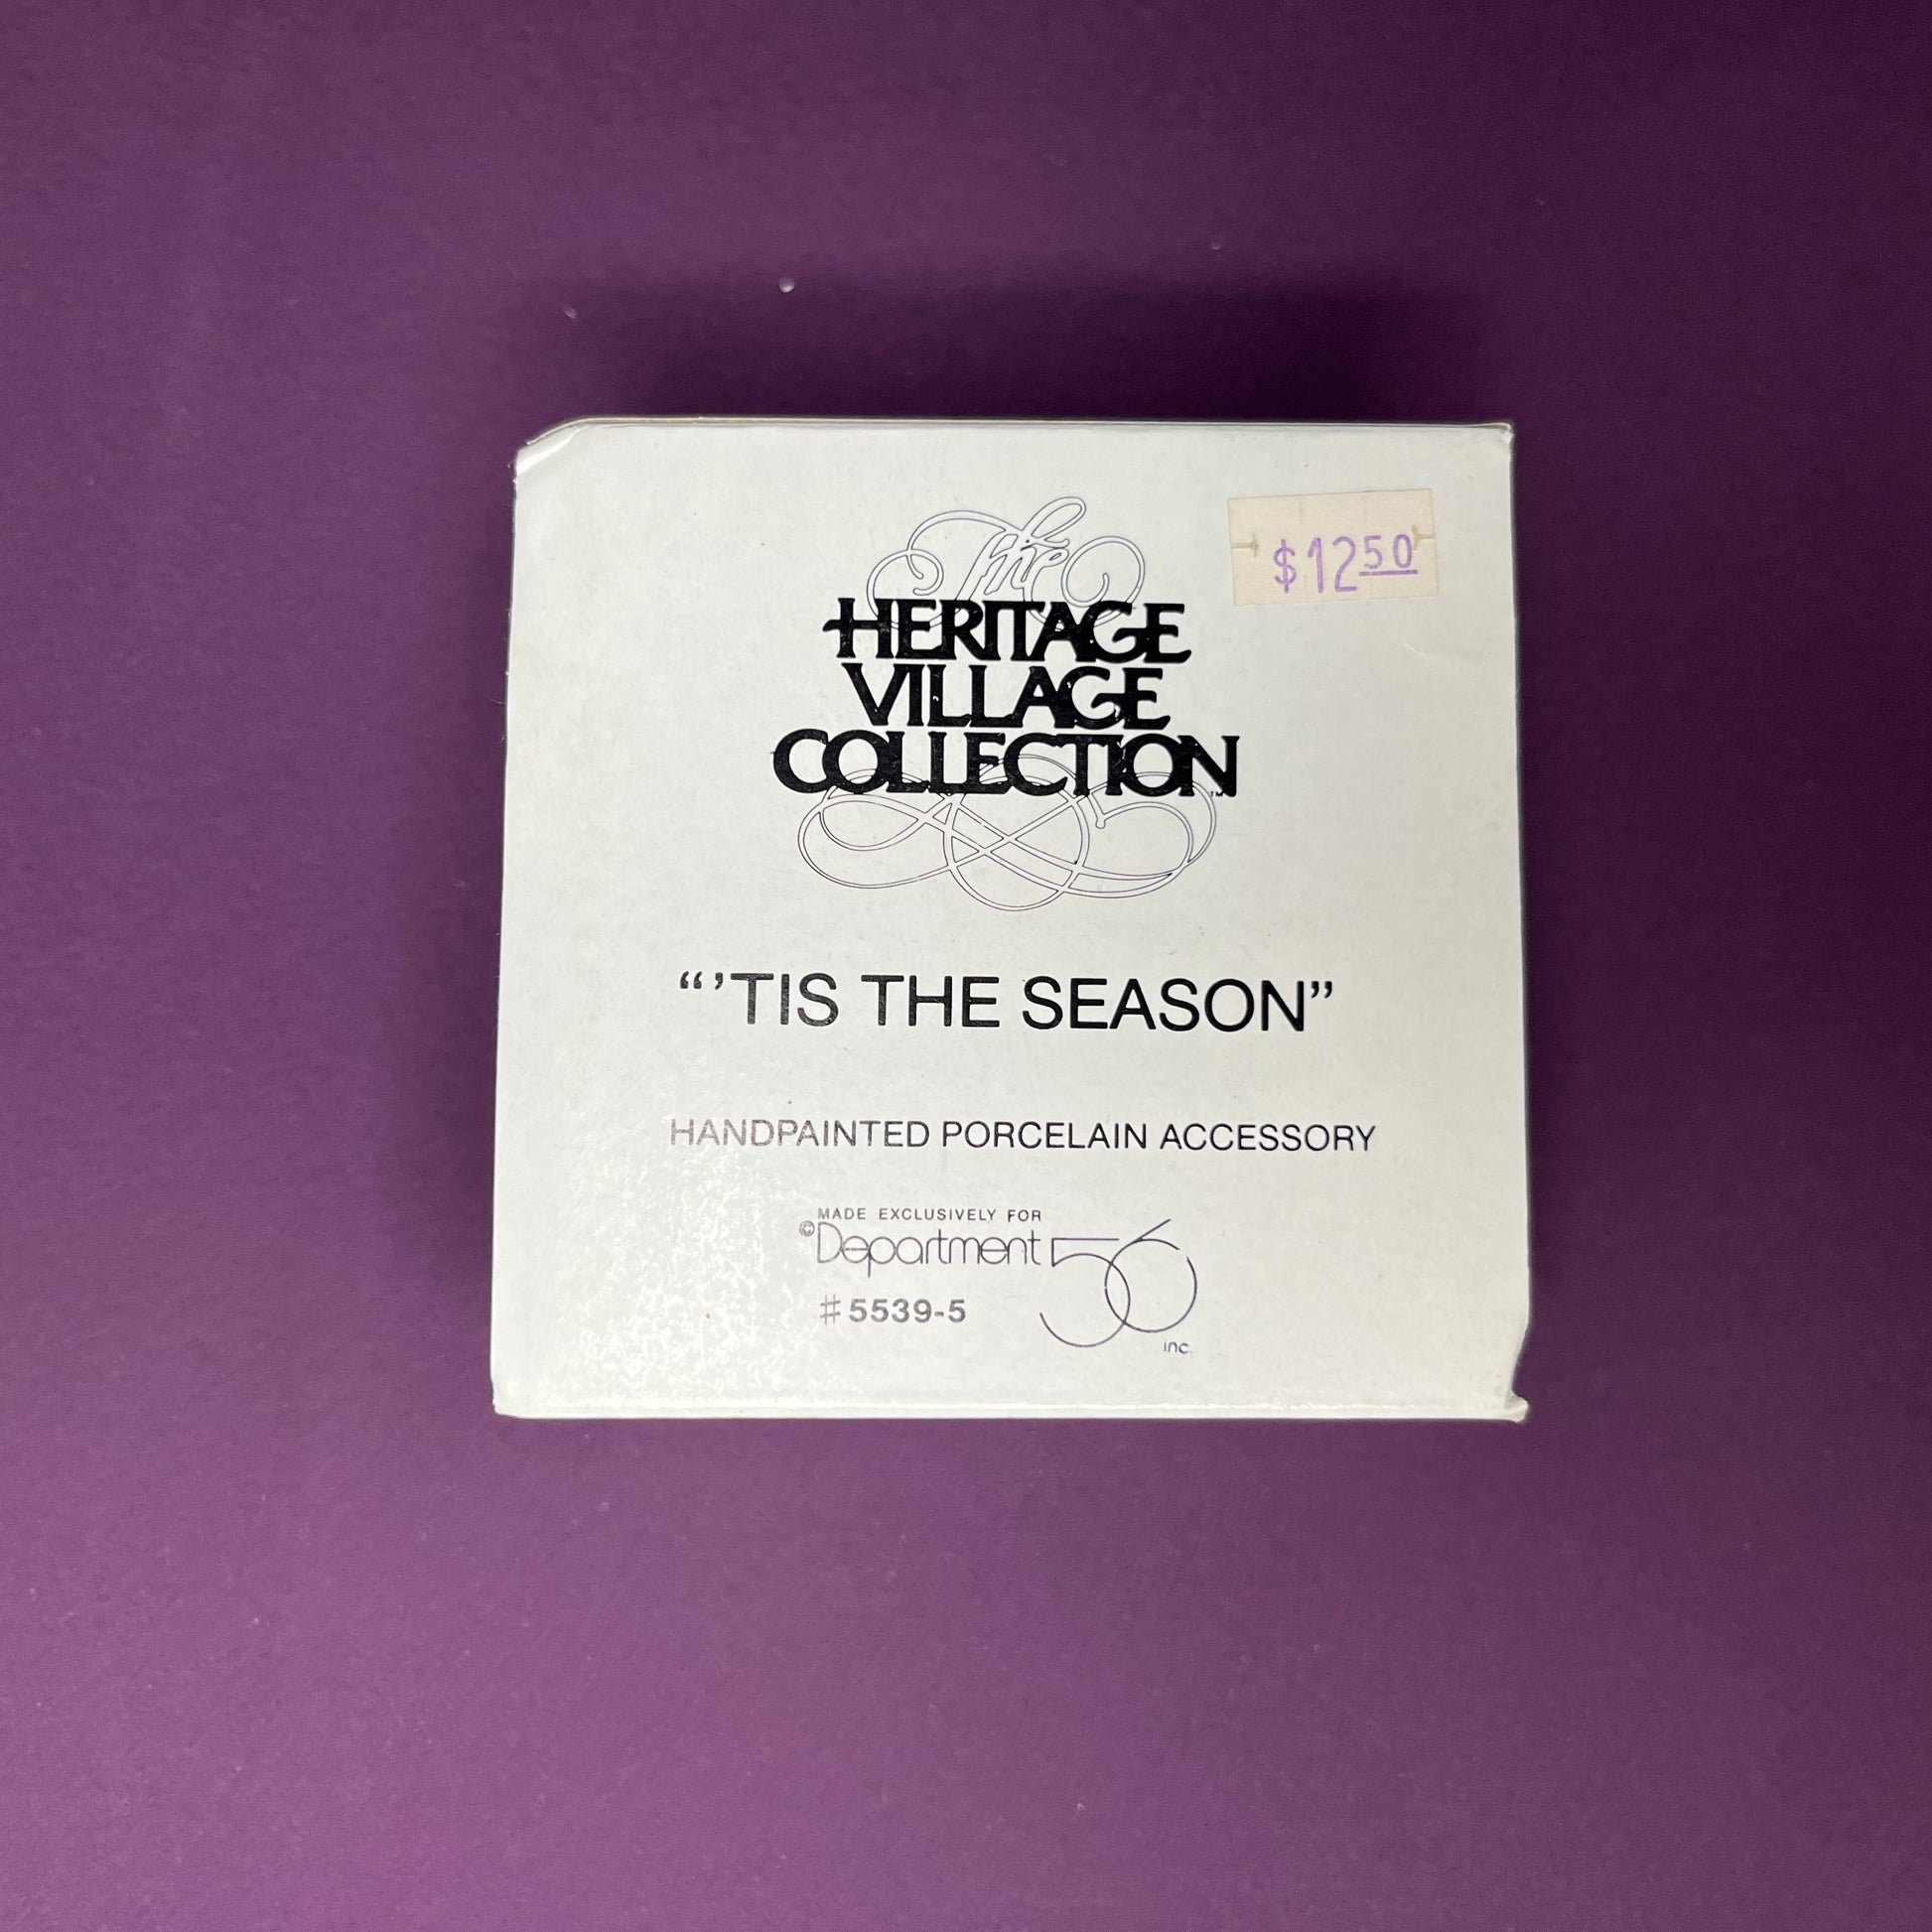 $12.50
The
HERITAGE
VILLAGE
COLLECTION™
“’TIS THE SEASON”
HANDPAINTED PORCELAIN ACCESSORY
MADE EXCLUSIVELY FOR
©Department 56
#5539-5
inc.